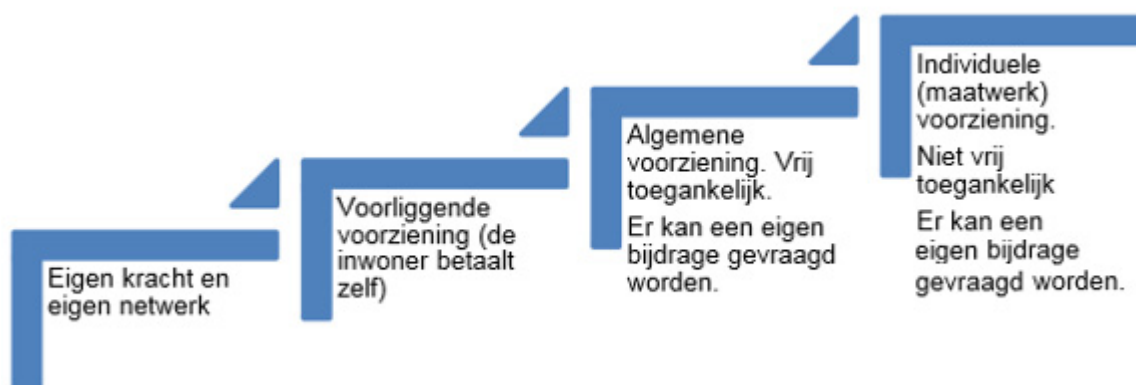 Eigen kracht en
eigen netwerk
Voorliggende
voorziening (de
inwoner betaalt
zelf)
Algemene
voorziening. Vrij
toegankelijk.
Er kan een eigen
bijdrage gevraagd
worden.
Individuele
(maatwerk)
voorziening.
Niet vrij
toegankelijk
Er kan een
eigen bijdrage
gevraagd worden.